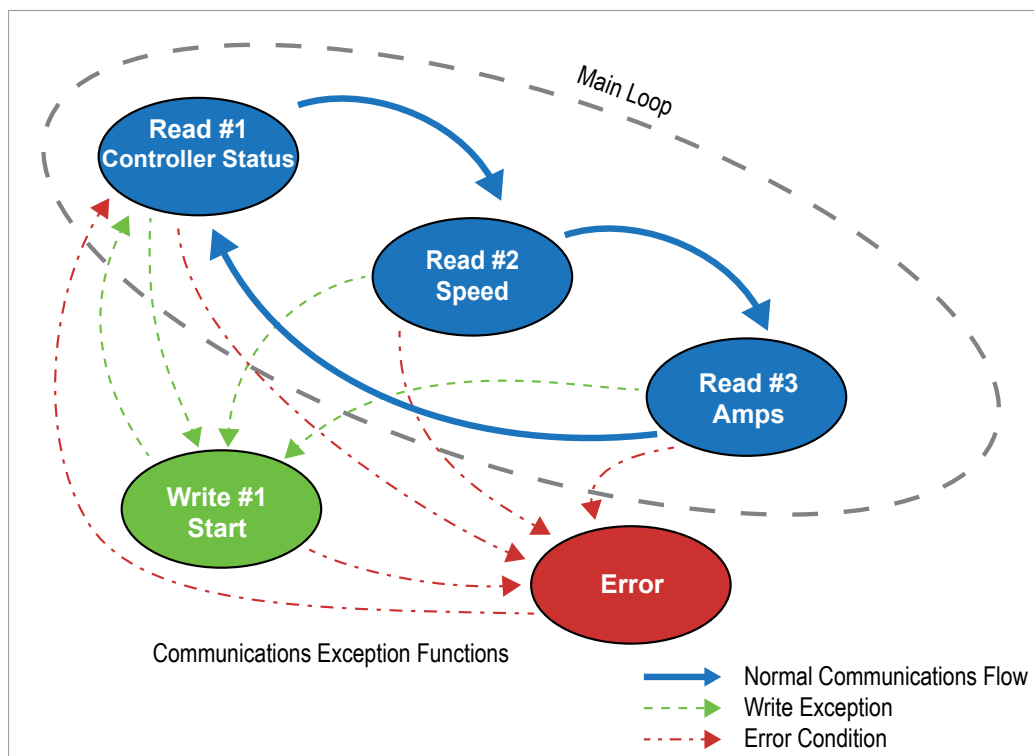 Main Loop
Read #1
Controller Status
Read #2
Speed
Read #3
Amps
Write #1
Start
Error
Communications Exception Functions
Normal Communications Flow
Write Exception
Error Condition